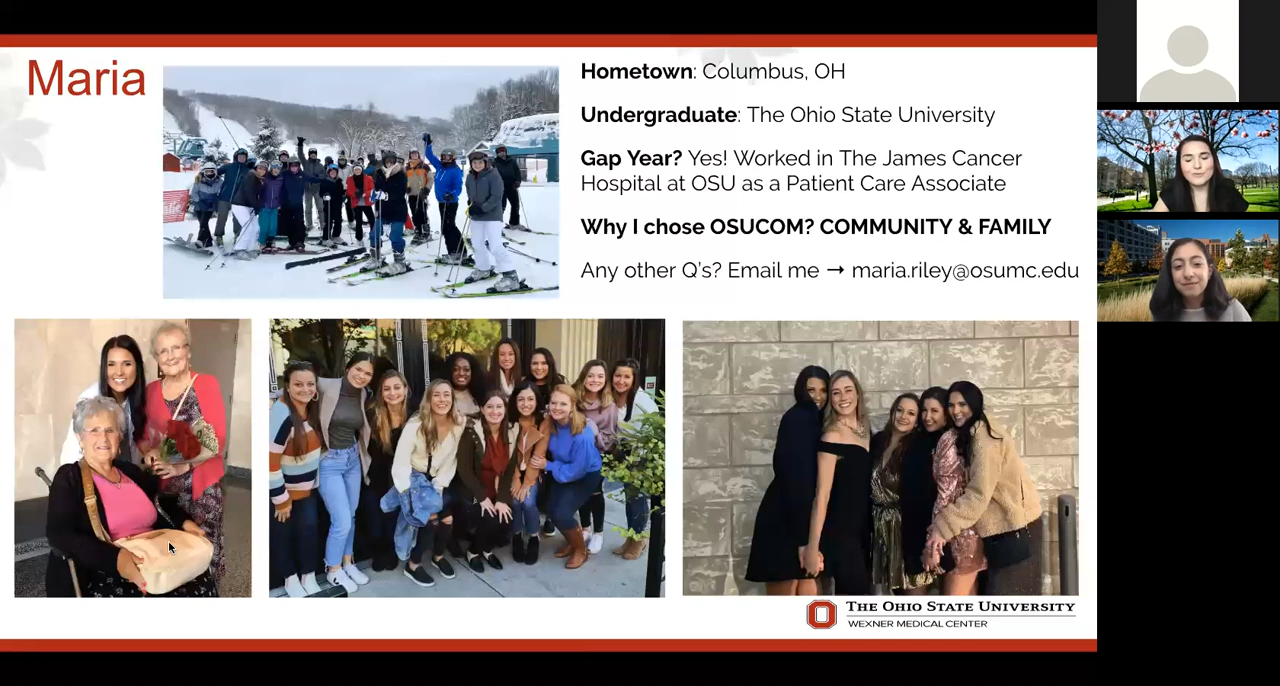 Maria
Hometown: Columbus, OH
Undergraduate: The Ohio State University
Gap Year? Yes! Worked in The James Cancer
Hospital at OSU as a Patient Care Associate
Why I chose OSUCOM? COMMUNITY & FAMILY
Any other Q's? Email me → maria.riley@osumc.edu
THE OHIO STATE UNIVERSITY
WEXNER MEDICAL CENTER